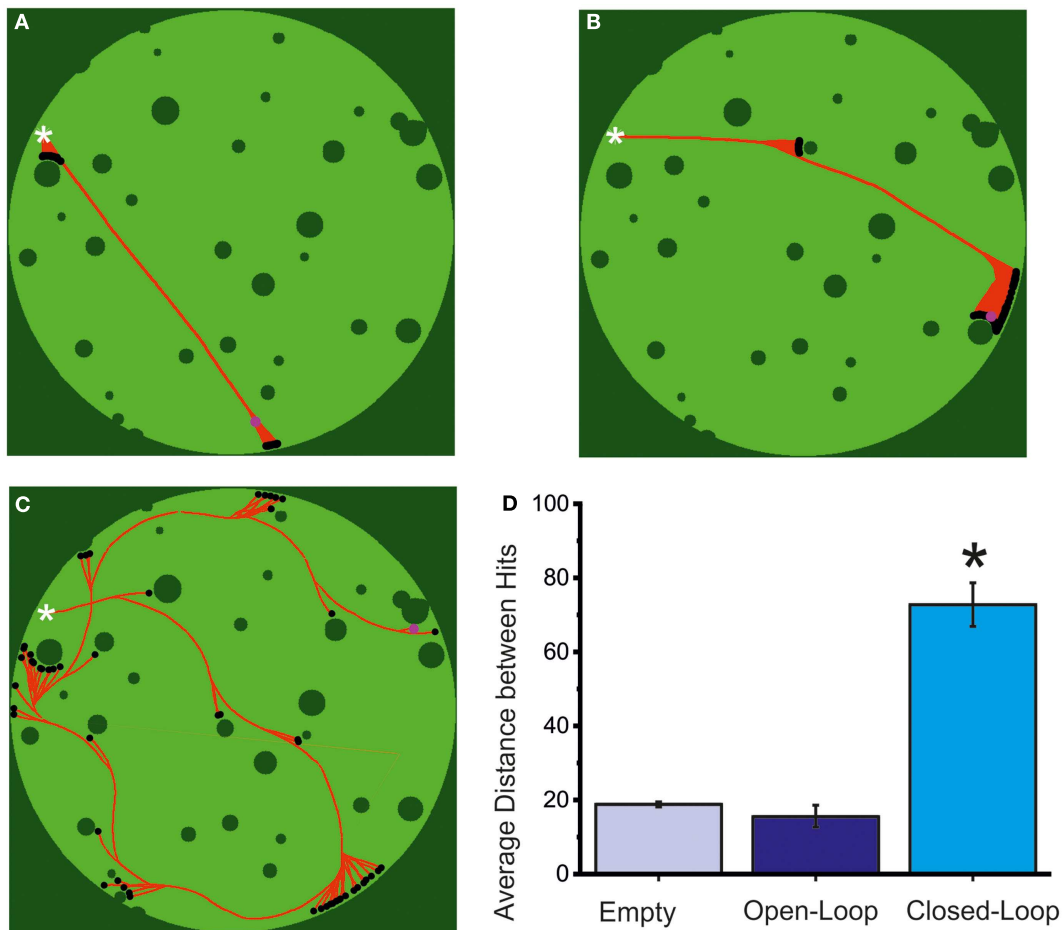 A
*
B
*
C
*
D
Average Distance between Hits
100
80
60
40
20
0
*
Empty
Open-Loop
Closed-Loop